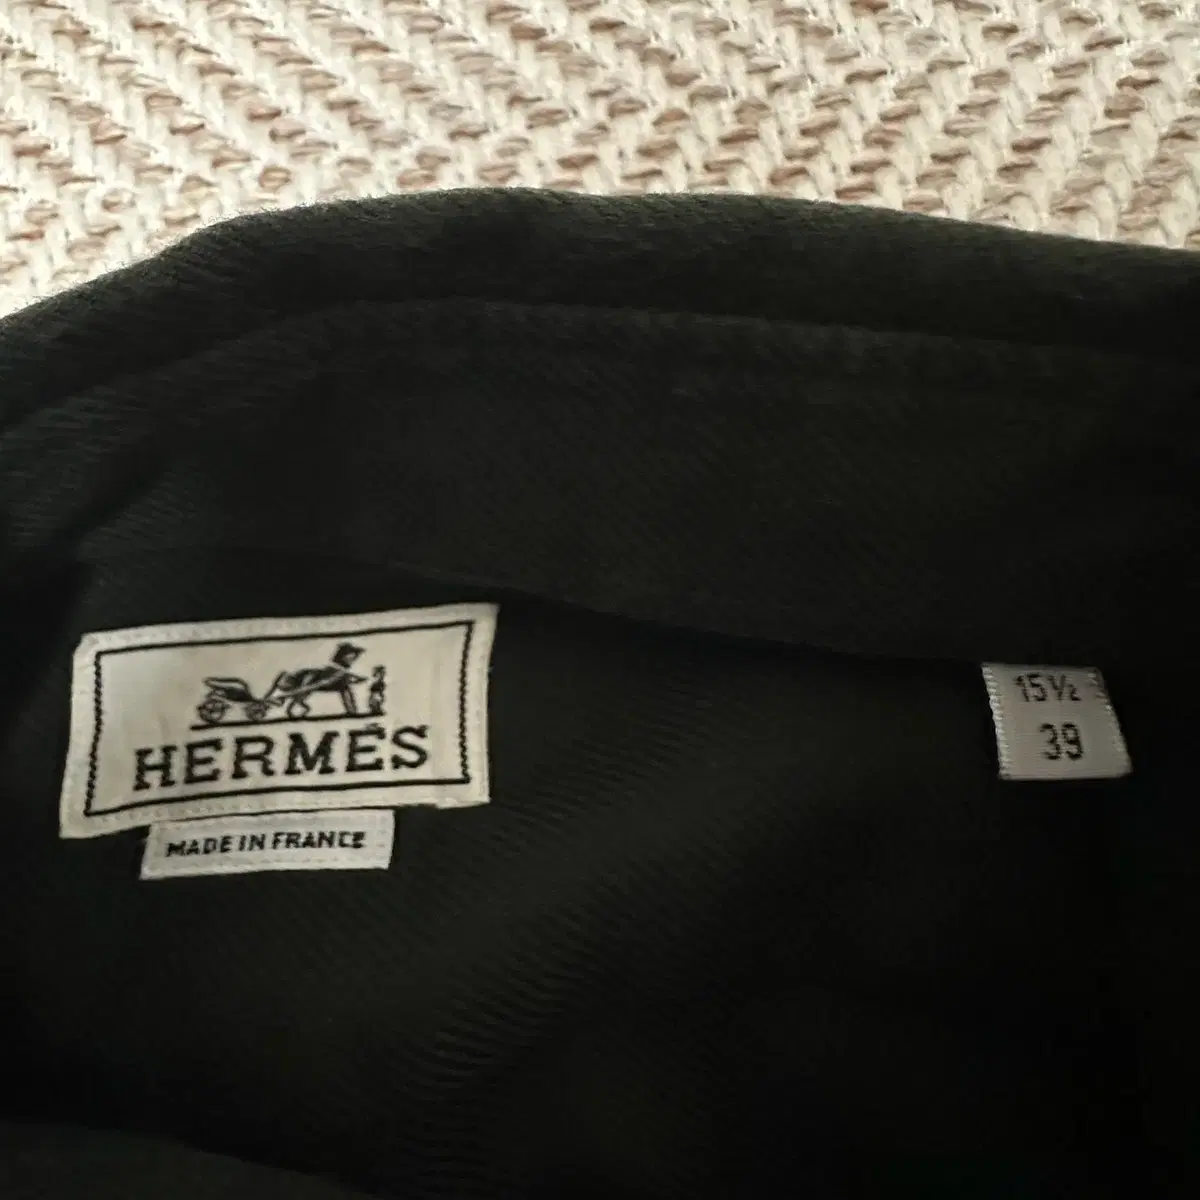 HERMÈS
MADE IN FRANCE
15½
39